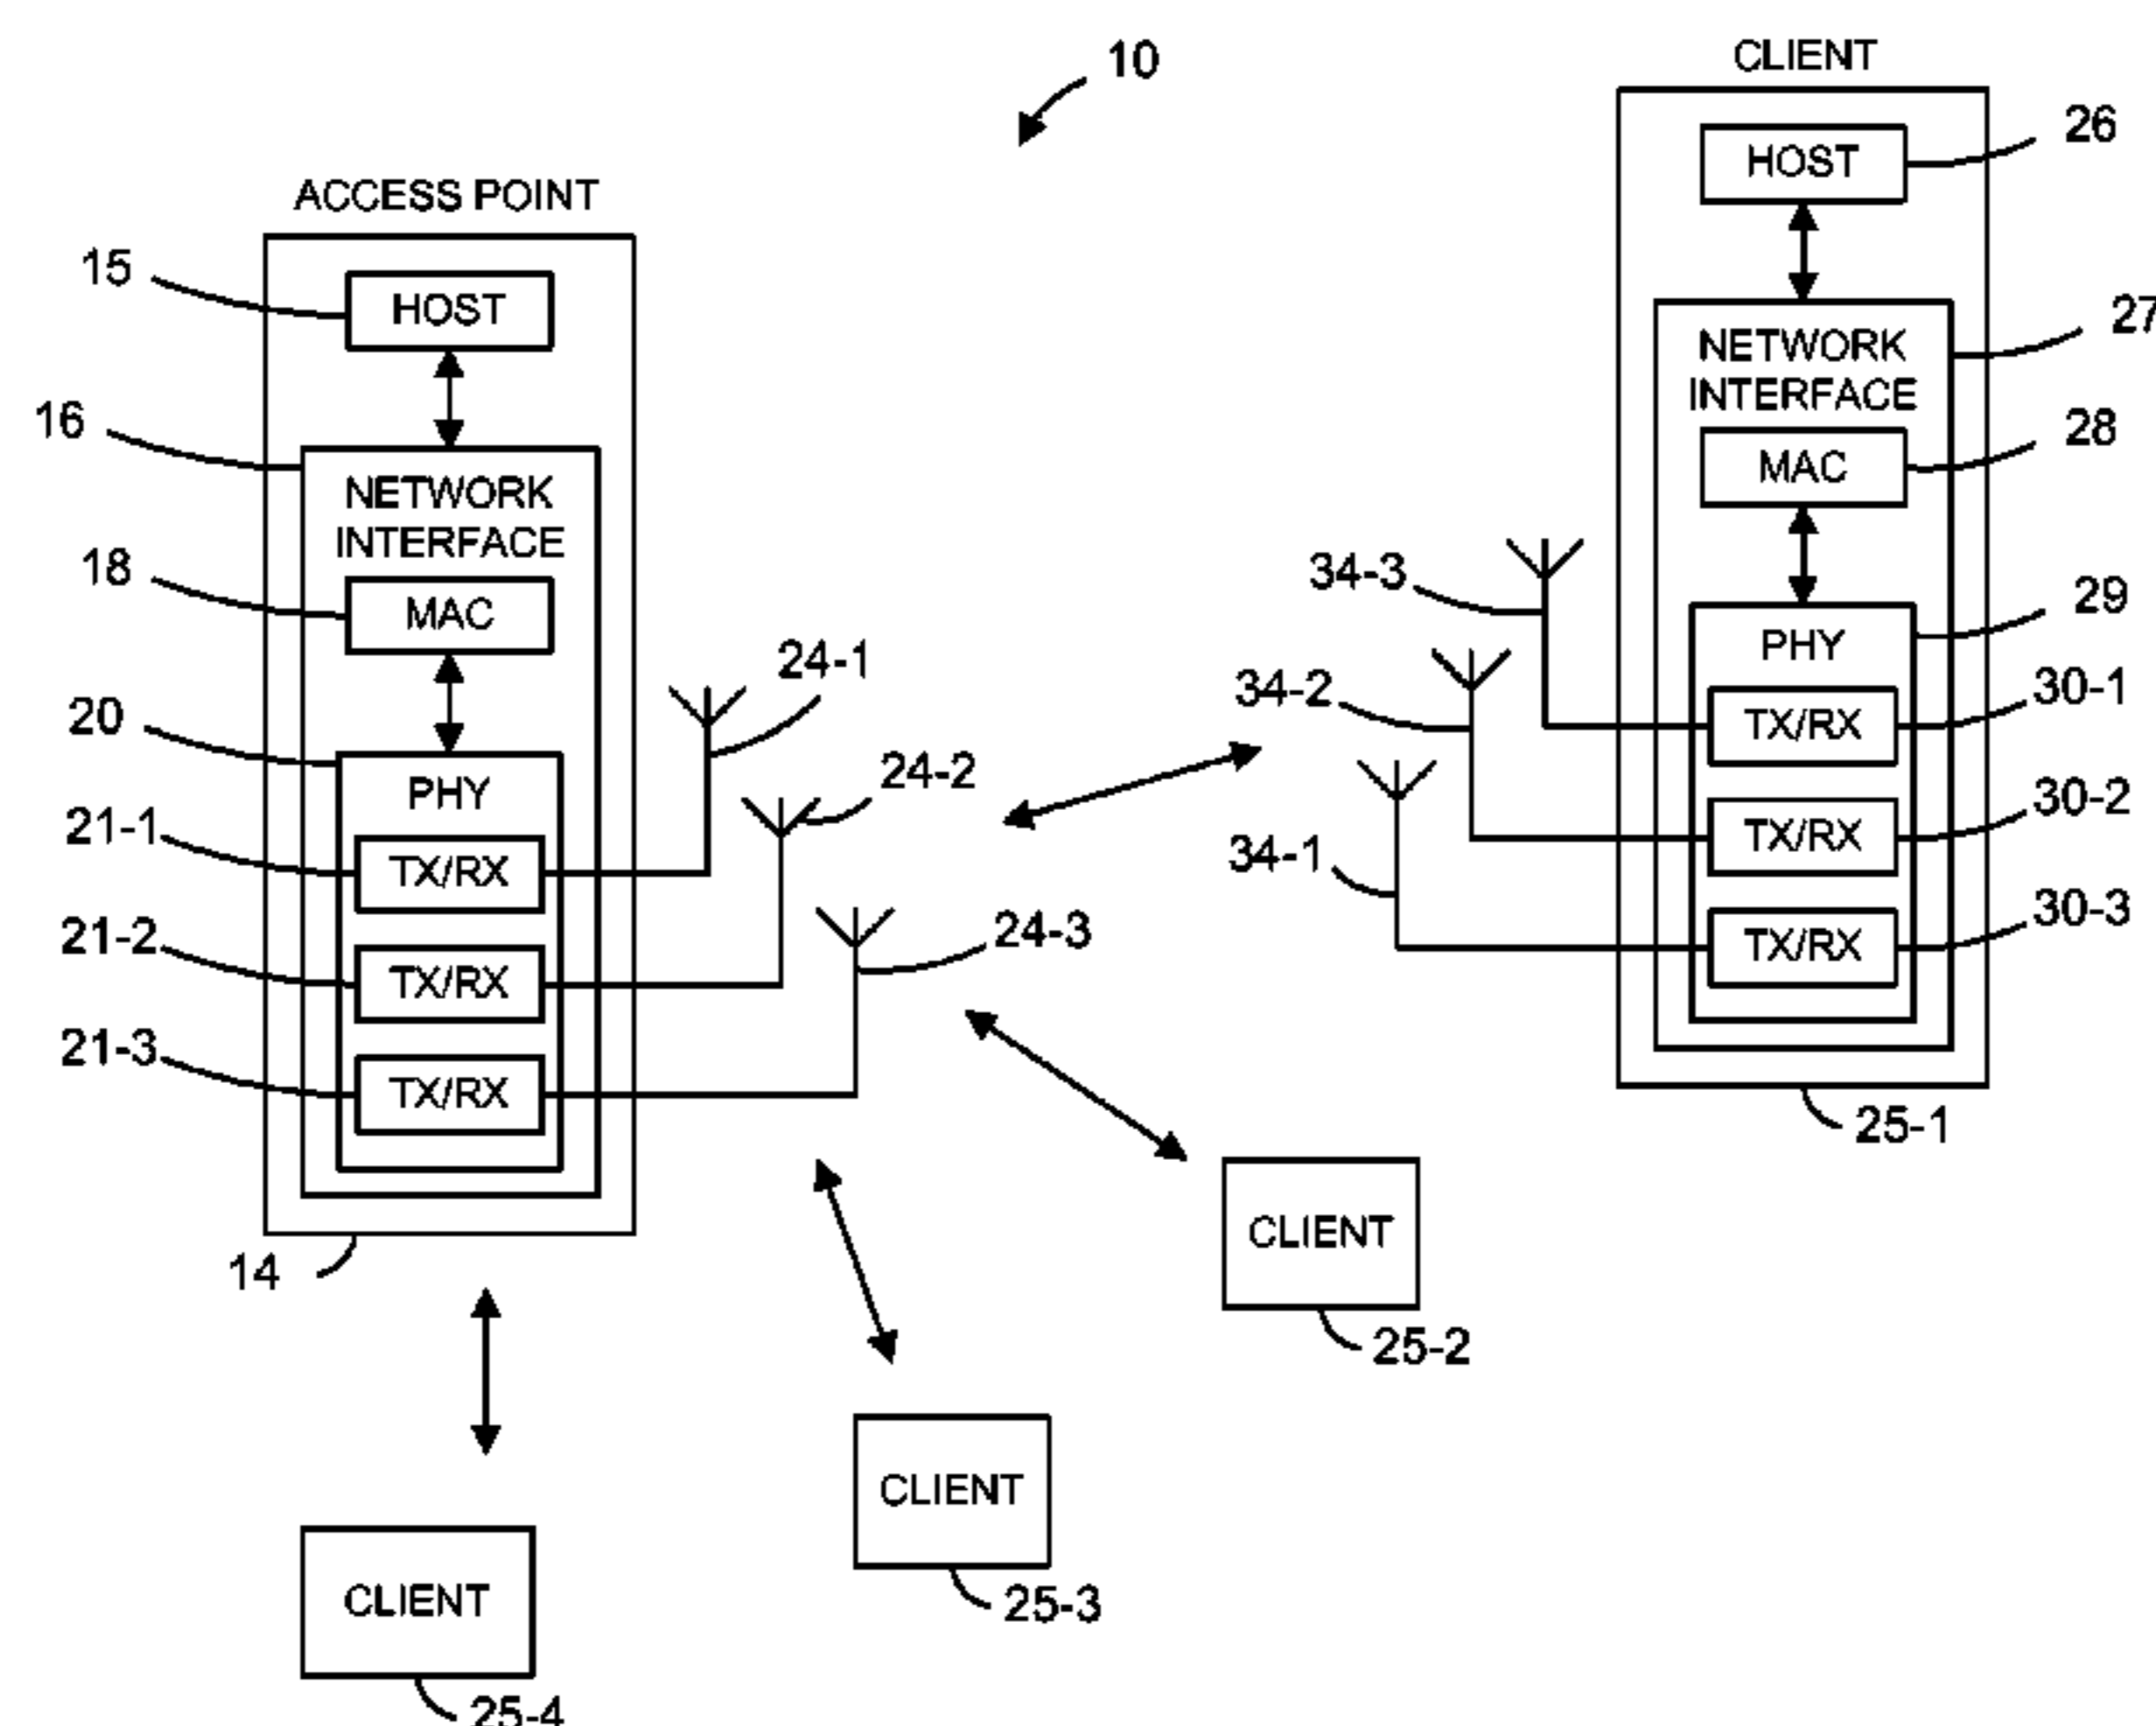 10
ACCESS POINT
15
HOST
16
NETWORK
INTERFACE
18
MAC
20
PHY
21-1
TX/RX
21-2
TX/RX
21-3
TX/RX
14
24-1
24-2
24-3
CLIENT
HOST
26
NETWORK
INTERFACE
27
MAC
28
PHY
29
TX/RX
30-1
TX/RX
30-2
TX/RX
30-3
34-3
34-2
34-1
25-1
CLIENT
25-2
CLIENT
25-3
CLIENT
25-4